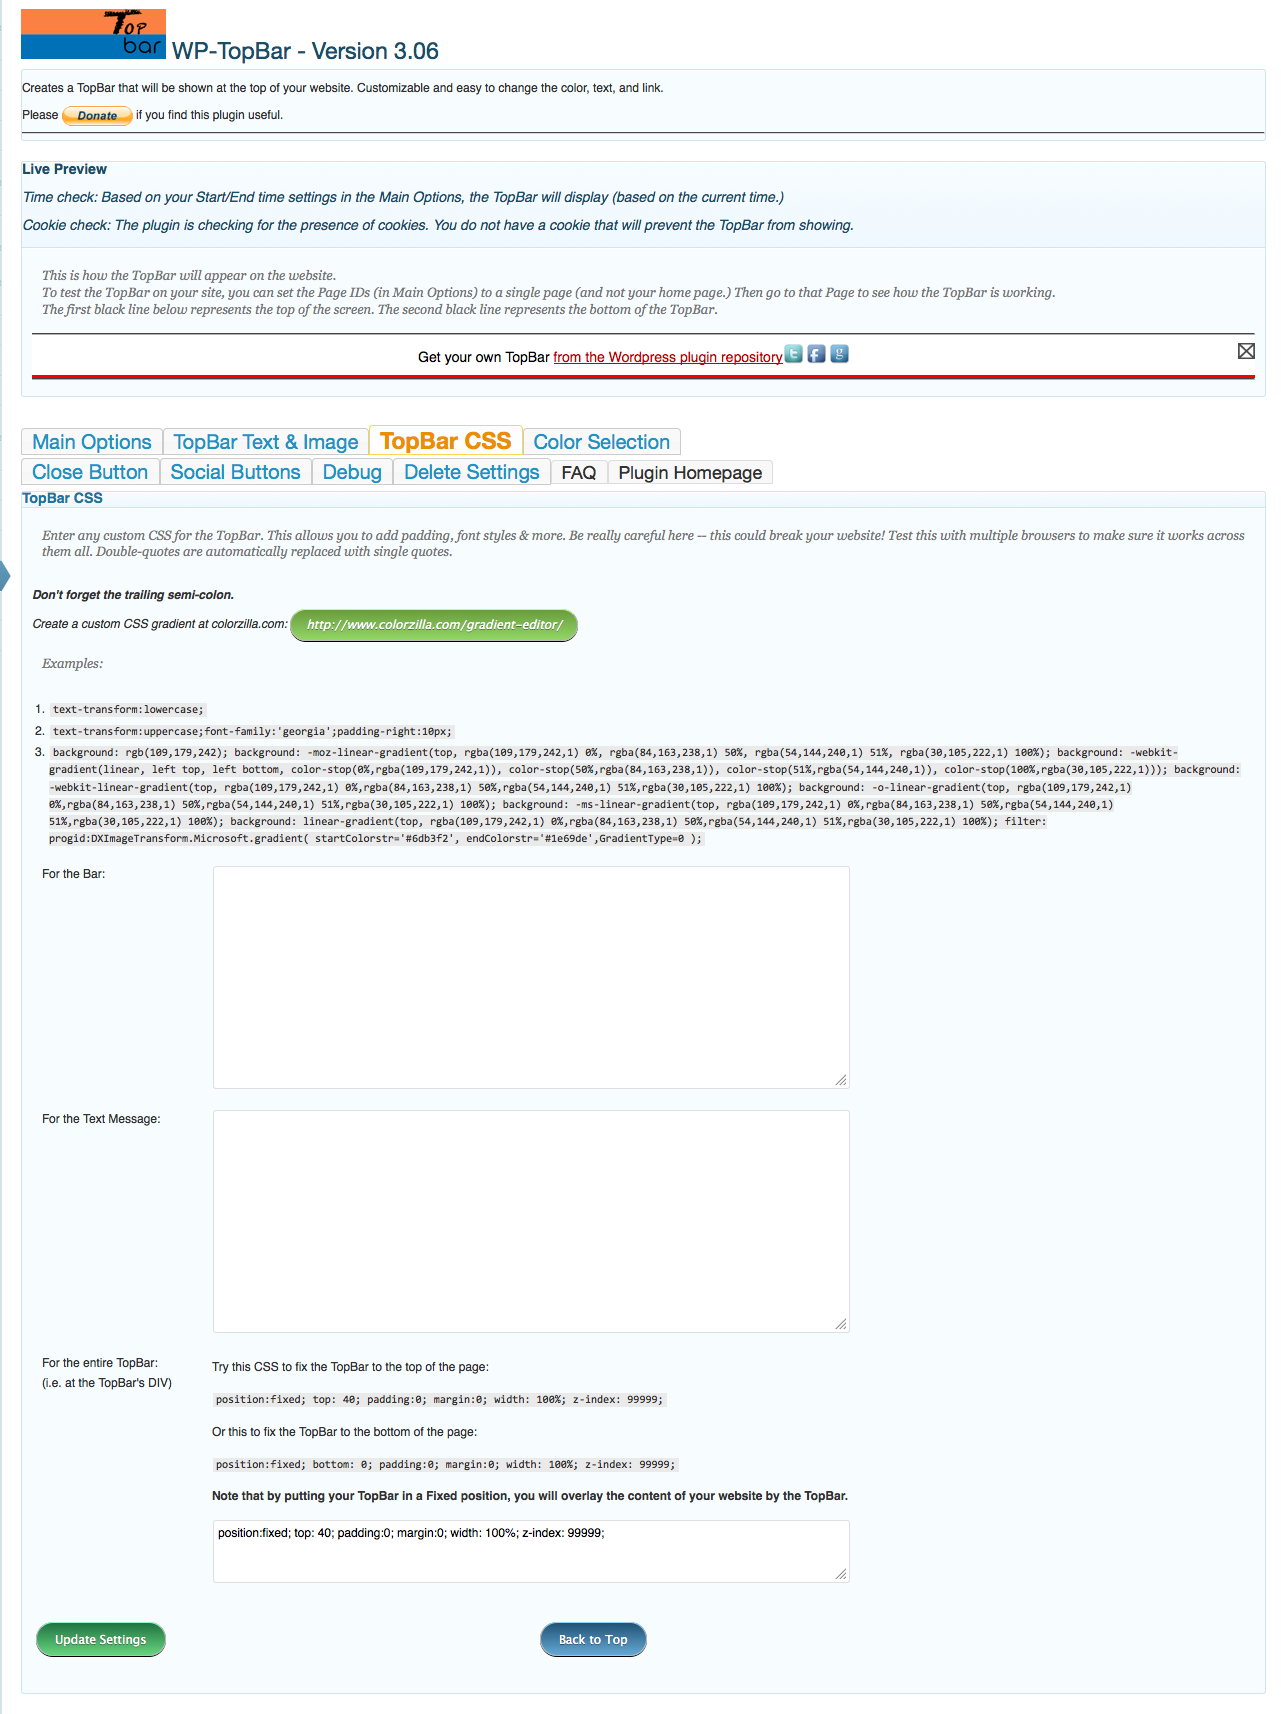 Top
bar
WP-TopBar - Version 3.06
Creates a TopBar that will be shown at the top of your website. Customizable and easy to change the color, text, and link.
Please Donate if you find this plugin useful.
Live Preview
Time check: Based on your Start/End time settings in the Main Options, the TopBar will display (based on the current time.)
Cookie check: The plugin is checking for the presence of cookies. You do not have a cookie that will prevent the TopBar from showing.
This is how the TopBar will appear on the website.
To test the TopBar on your site, you can set the Page IDs (in Main Options) to a single page (and not your home page.) Then go to that Page to see how the TopBar is working.
The first black line below represents the top of the screen. The second black line represents the bottom of the TopBar.
Get your own TopBar from the Wordpress plugin repository t f g
Main Options TopBar Text & Image TopBar CSS Color Selection
Close Button Social Buttons Debug Delete Settings FAQ Plugin Homepage
TopBar CSS
Enter any custom CSS for the TopBar. This allows you to add padding, font styles & more. Be really careful here -- this could break your website! Test this with multiple browsers to make sure it works across
them all. Double-quotes are automatically replaced with single quotes.
Don't forget the trailing semi-colon.
Create a custom CSS gradient at colorzilla.com: http://www.colorzilla.com/gradient-editor/
Examples:
1. text-transform:lowercase;
2. text-transform:uppercase;font-family:'georgia';padding-right:10px;
3. background: rgb(109,179,242); background: -moz-linear-gradient(top, rgba(109,179,242,1) 0%, rgba(84,163,238,1) 50%, rgba(54,144,240,1) 51%, rgba(30,105,222,1) 100%); background: -webkit-
gradient(linear, left top, left bottom, color-stop(0%,rgba(109,179,242,1)), color-stop(50%,rgba(84,163,238,1)), color-stop(51%,rgba(54,144,240,1)), color-stop(100%,rgba(30,105,222,1))); background:
-webkit-linear-gradient(top, rgba(109,179,242,1) 0%,rgba(84,163,238,1) 50%,rgba(54,144,240,1) 51%,rgba(30,105,222,1) 100%); background: -o-linear-gradient(top, rgba(109,179,242,1)
0%,rgba(84,163,238,1) 50%,rgba(54,144,240,1) 51%,rgba(30,105,222,1) 100%); background: -ms-linear-gradient(top, rgba(109,179,242,1) 0%,rgba(84,163,238,1) 50%,rgba(54,144,240,1)
51%,rgba(30,105,222,1) 100%); background: linear-gradient(top, rgba(109,179,242,1) 0%,rgba(84,163,238,1) 50%,rgba(54,144,240,1) 51%,rgba(30,105,222,1) 100%); filter:
progid:DXImageTransform.Microsoft.gradient( startColorstr='#6db3f2', endColorstr='#1e69de',GradientType=0 );
For the Bar:
For the Text Message:
For the entire TopBar:
(i.e. at the TopBar's DIV)
Try this CSS to fix the TopBar to the top of the page:
position:fixed; top: 40; padding:0; margin:0; width: 100%; z-index: 99999;
Or this to fix the TopBar to the bottom of the page:
position:fixed; bottom: 0; padding:0; margin:0; width: 100%; z-index: 99999;
Note that by putting your TopBar in a Fixed position, you will overlay the content of your website by the TopBar.
position:fixed; top: 40; padding:0; margin:0; width: 100%; z-index: 99999;
Update Settings Back to Top